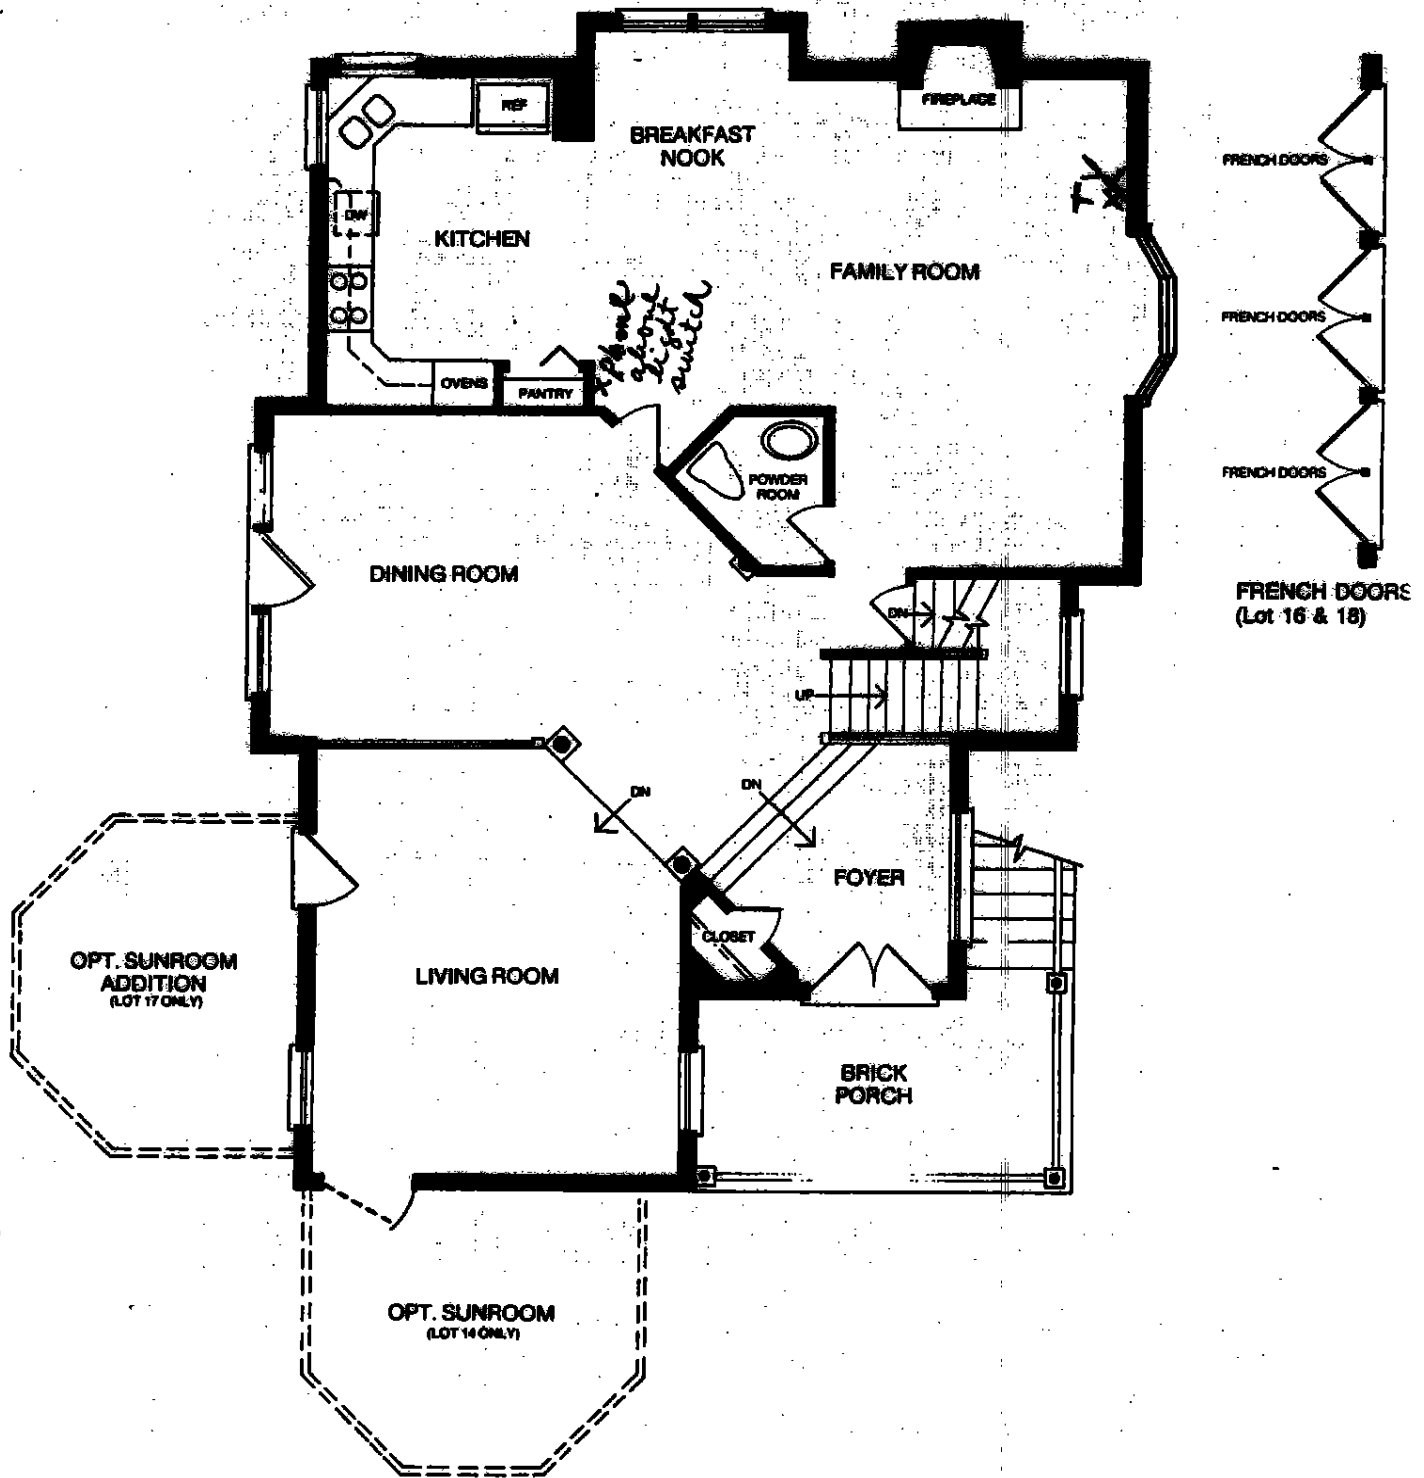 REF
FIREPLACE
BREAKFAST
NOOK
FRENCH DOORS
TV
X
DW
KITCHEN
FAMILY ROOM
x phone
above
light
switch
FRENCH DOORS
OVENS
PANTRY
POWDER
ROOM
FRENCH DOORS
DINING ROOM
FRENCH DOORS
(Lot 16 & 18)
DN
UP
DN
DN
FOYER
CLOSET
OPT. SUNROOM
ADDITION
(LOT 17 ONLY)
LIVING ROOM
BRICK
PORCH
OPT. SUNROOM
(LOT 14 ONLY)